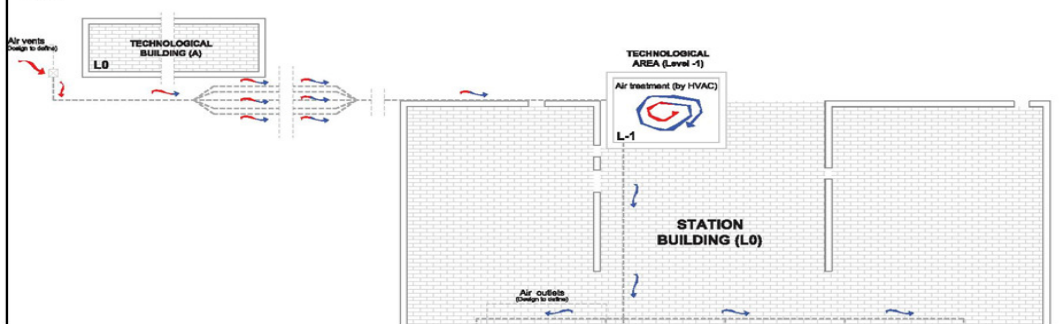 Air vents
(Design to define)
TECHNOLOGICAL
BUILDING (A)
L0
TECHNOLOGICAL
AREA (Level -1)
Air treatment (by HVAC)
L-1
STATION
BUILDING (L0)
Air outlets
(Design to define)